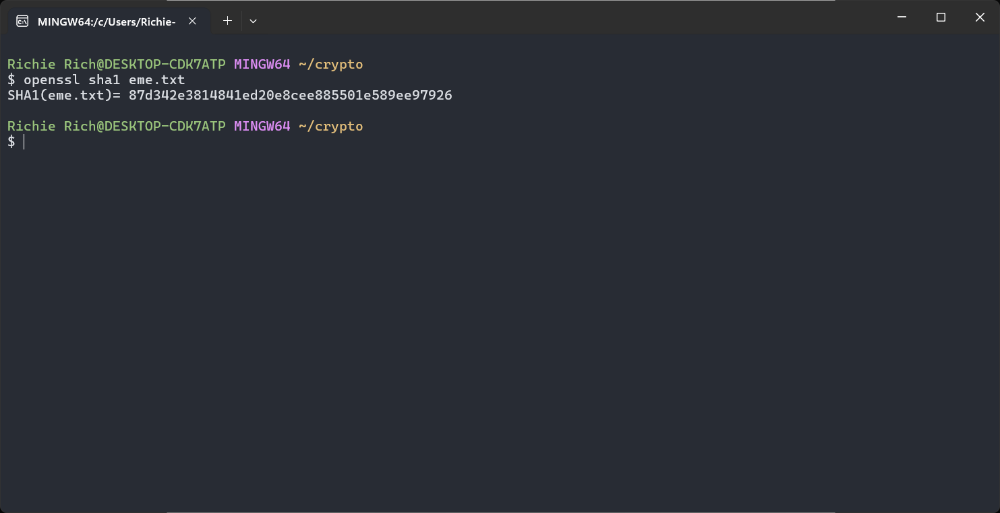 MINGW64:/c/Users/Richie-
Richie Rich@DESKTOP-CDK7ATP MINGW64 ~/crypto
$ openssl sha1 eme.txt
SHA1(eme.txt)= 87d342e3814841ed20e8cee885501e589ee97926
Richie Rich@DESKTOP-CDK7ATP MINGW64 ~/crypto
$